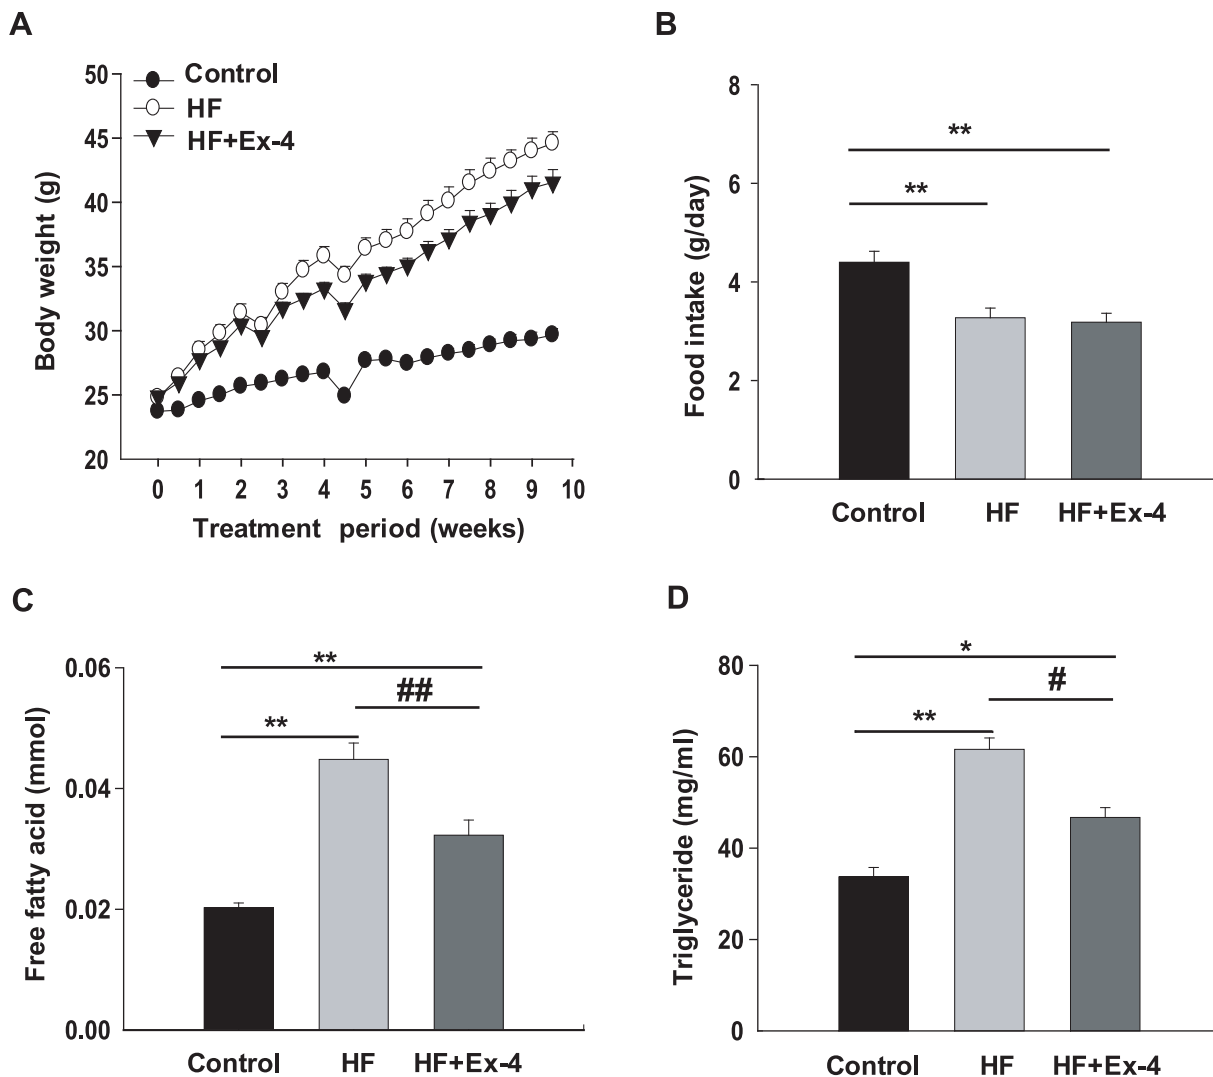 A
Control
HF
HF+Ex-4
Body weight (g)
50
45
40
35
30
25
20
0 1 2 3 4 5 6 7 8 9 10
Treatment period (weeks)
B
Food intake (g/day)
8
6
4
2
0
**
**
Control HF HF+Ex-4
C
Free fatty acid (mmol)
0.06
0.04
0.02
0.00
**
##
**
Control HF HF+Ex-4
D
Triglyceride (mg/ml)
80
60
40
20
0
*
#
**
Control HF HF+Ex-4